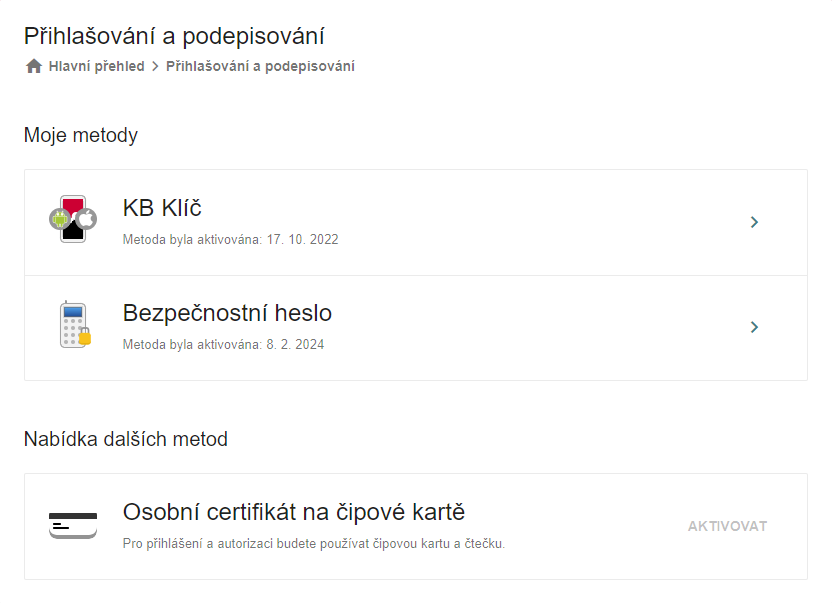 Přihlašování a podepisování
Hlavní přehled > Přihlašování a podepisování
Moje metody
KB Klíč
Metoda byla aktivována: 17. 10. 2022
Bezpečnostní heslo
Metoda byla aktivována: 8. 2. 2024
Nabídka dalších metod
Osobní certifikát na čipové kartě
AKTIVOVAT
Pro přihlášení a autorizaci budete používat čipovou kartu a čtečku.